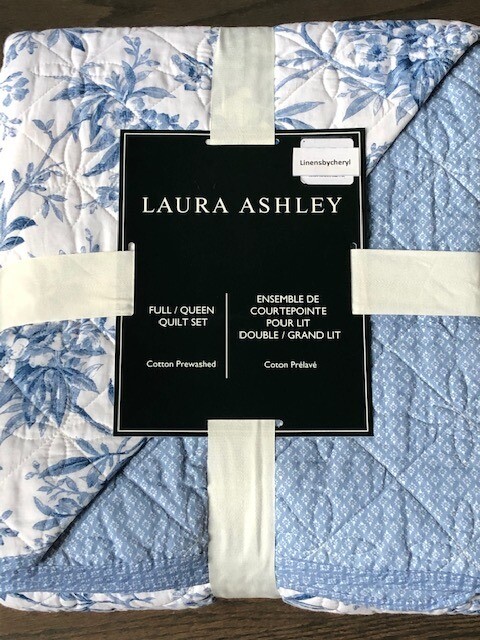 Linensbycheryl
LAURA ASHLEY
FULL / QUEEN
QUILT SET
Cotton Prewashed
ENSEMBLE DE
COURTEPOINTE
POUR LIT
DOUBLE / GRAND LIT
Coton Prélavé